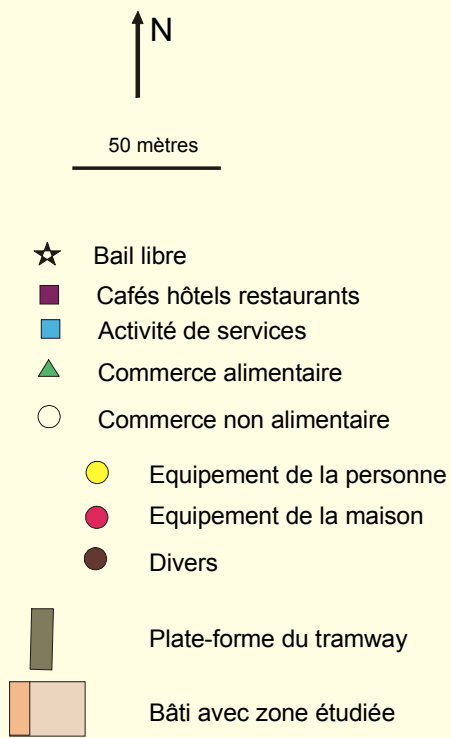 N
50 mètres
Bail libre
Cafés hôtels restaurants
Activité de services
Commerce alimentaire
Commerce non alimentaire
Equipement de la personne
Equipement de la maison
Divers
Plate-forme du tramway
Bâti avec zone étudiée